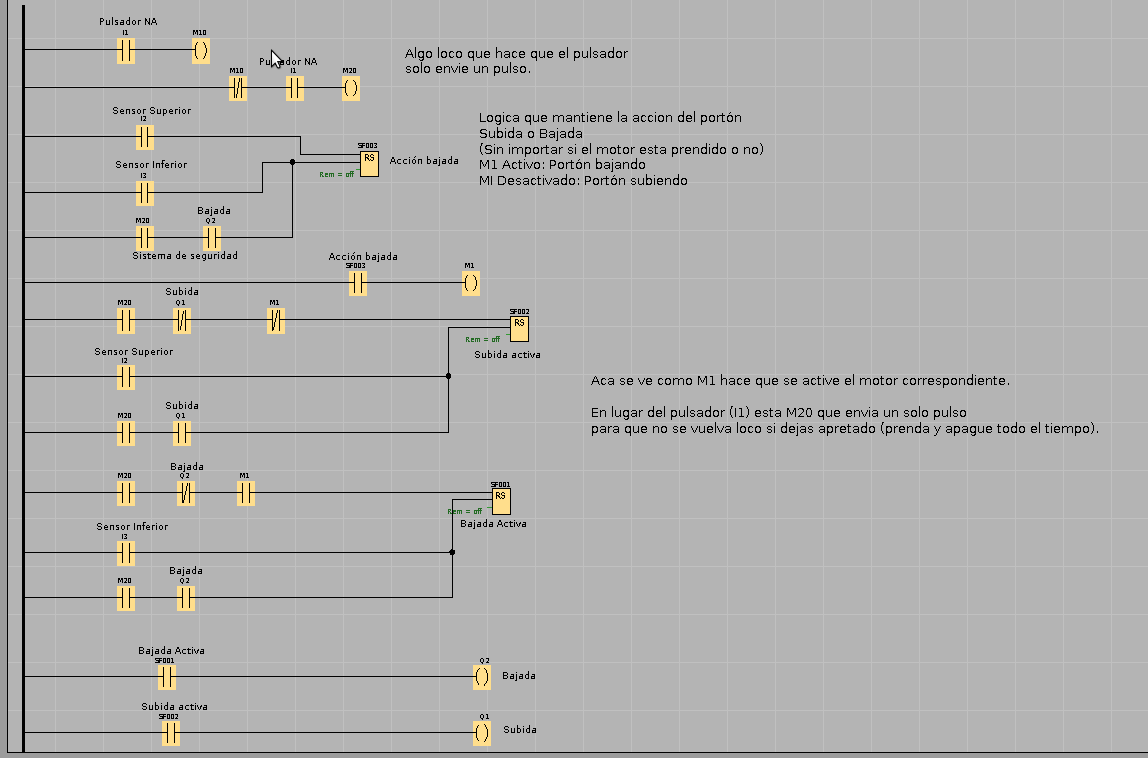 Pulsador NA
I1
M10
Algo loco que hace que el pulsador
solo envie un pulso.
M10
I1
M20
Sensor Superior
I2
Logica que mantiene la accion del portón
Subida o Bajada
(Sin importar si el motor esta prendido o no)
M1 Activo: Portón bajando
MI Desactivado: Portón subiendo
SF003
RS
Acción bajada
Rem = off
Sensor Inferior
I3
Bajada
M20
Q2
Sistema de seguridad
Acción bajada
SF003
M1
Subida
M20
Q1
M1
SF002
RS
Rem = off
Subida activa
Sensor Superior
I2
Aca se ve como M1 hace que se active el motor correspondiente.
En lugar del pulsador (I1) esta M20 que envia un solo pulso
para que no se vuelva loco si dejas apretado (prenda y apague todo el tiempo).
Subida
M20
Q1
Bajada
M20
Q2
M1
SF001
RS
Rem = off
Bajada Activa
Sensor Inferior
I3
Bajada
M20
Q2
Bajada Activa
SF001
Q2
Bajada
Subida activa
SF002
Q1
Subida